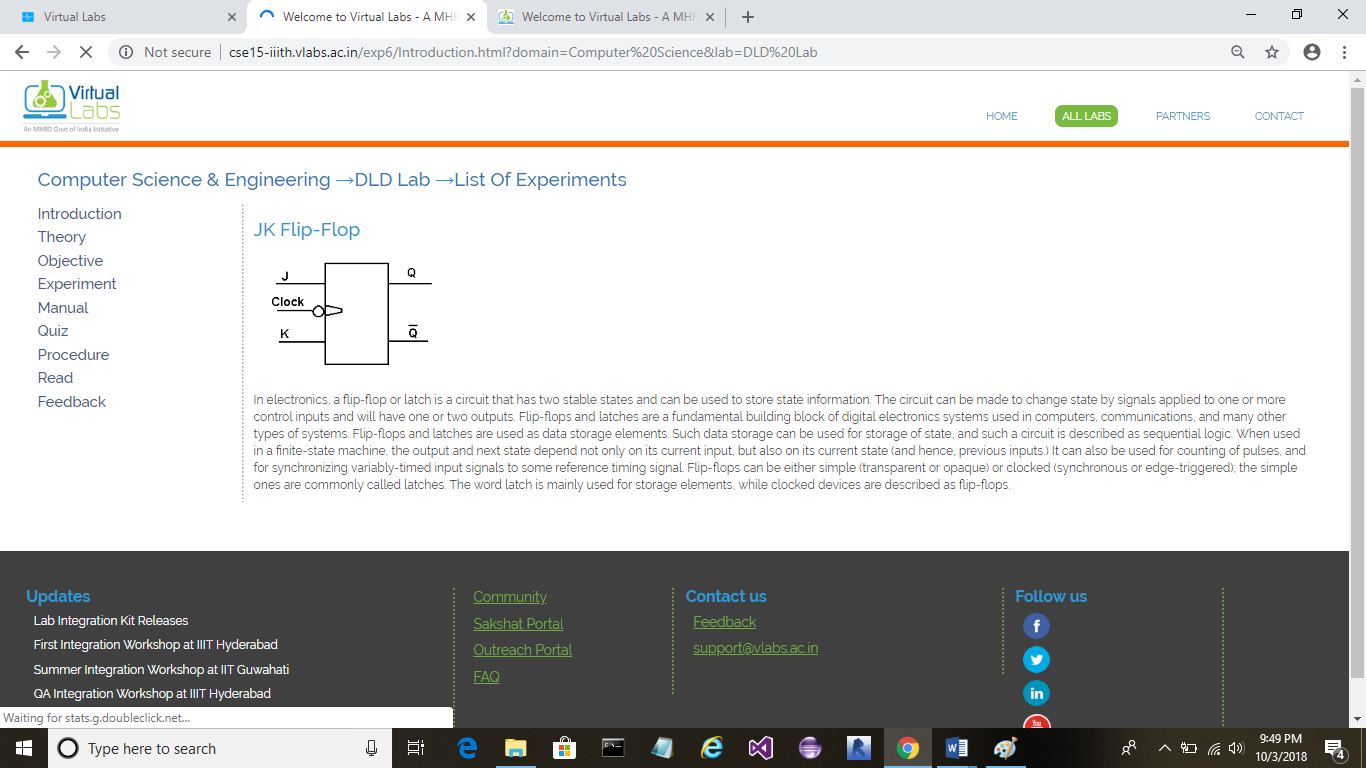 Virtual Labs
Welcome to Virtual Labs - A MHR
Welcome to Virtual Labs - A MHR
Not secure
cse15-iiith.vlabs.ac.in/exp6/Introduction.html?domain=Computer%20Science&lab=DLD%20Lab
Virtual
Labs
An MHRD Govt of India Initiative
HOME
ALL LABS
PARTNERS
CONTACT
Computer Science & Engineering →DLD Lab →List Of Experiments
Introduction
Theory
Objective
Experiment
Manual
Quiz
Procedure
Read
Feedback
JK Flip-Flop
J
Q
Clock
K
Q̅
In electronics, a flip-flop or latch is a circuit that has two stable states and can be used to store state information. The circuit can be made to change state by signals applied to one or more
control inputs and will have one or two outputs. Flip-flops and latches are a fundamental building block of digital electronics systems used in computers, communications, and many other
types of systems. Flip-flops and latches are used as data storage elements. Such data storage can be used for storage of state, and such a circuit is described as sequential logic. When used
in a finite-state machine, the output and next state depend not only on its current input, but also on its current state (and hence, previous inputs.) It can also be used for counting of pulses, and
for synchronizing variably-timed input signals to some reference timing signal. Flip-flops can be either simple (transparent or opaque) or clocked (synchronous or edge-triggered); the simple
ones are commonly called latches. The word latch is mainly used for storage elements, while clocked devices are described as flip-flops.
Updates
Lab Integration Kit Releases
First Integration Workshop at IIIT Hyderabad
Summer Integration Workshop at IIT Guwahati
QA Integration Workshop at IIIT Hyderabad
Community
Sakshat Portal
Outreach Portal
FAQ
Contact us
Feedback
support@vlabs.ac.in
Follow us
f
in
You
Waiting for stats.g.doubleclick.net...
Type here to search
9:49 PM
10/3/2018
4